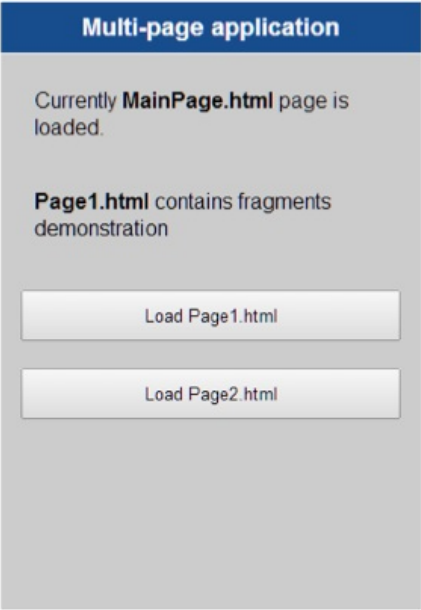 Multi-page application
Currently MainPage.html page is
loaded.
Page1.html contains fragments
demonstration
Load Page1.html
Load Page2.html